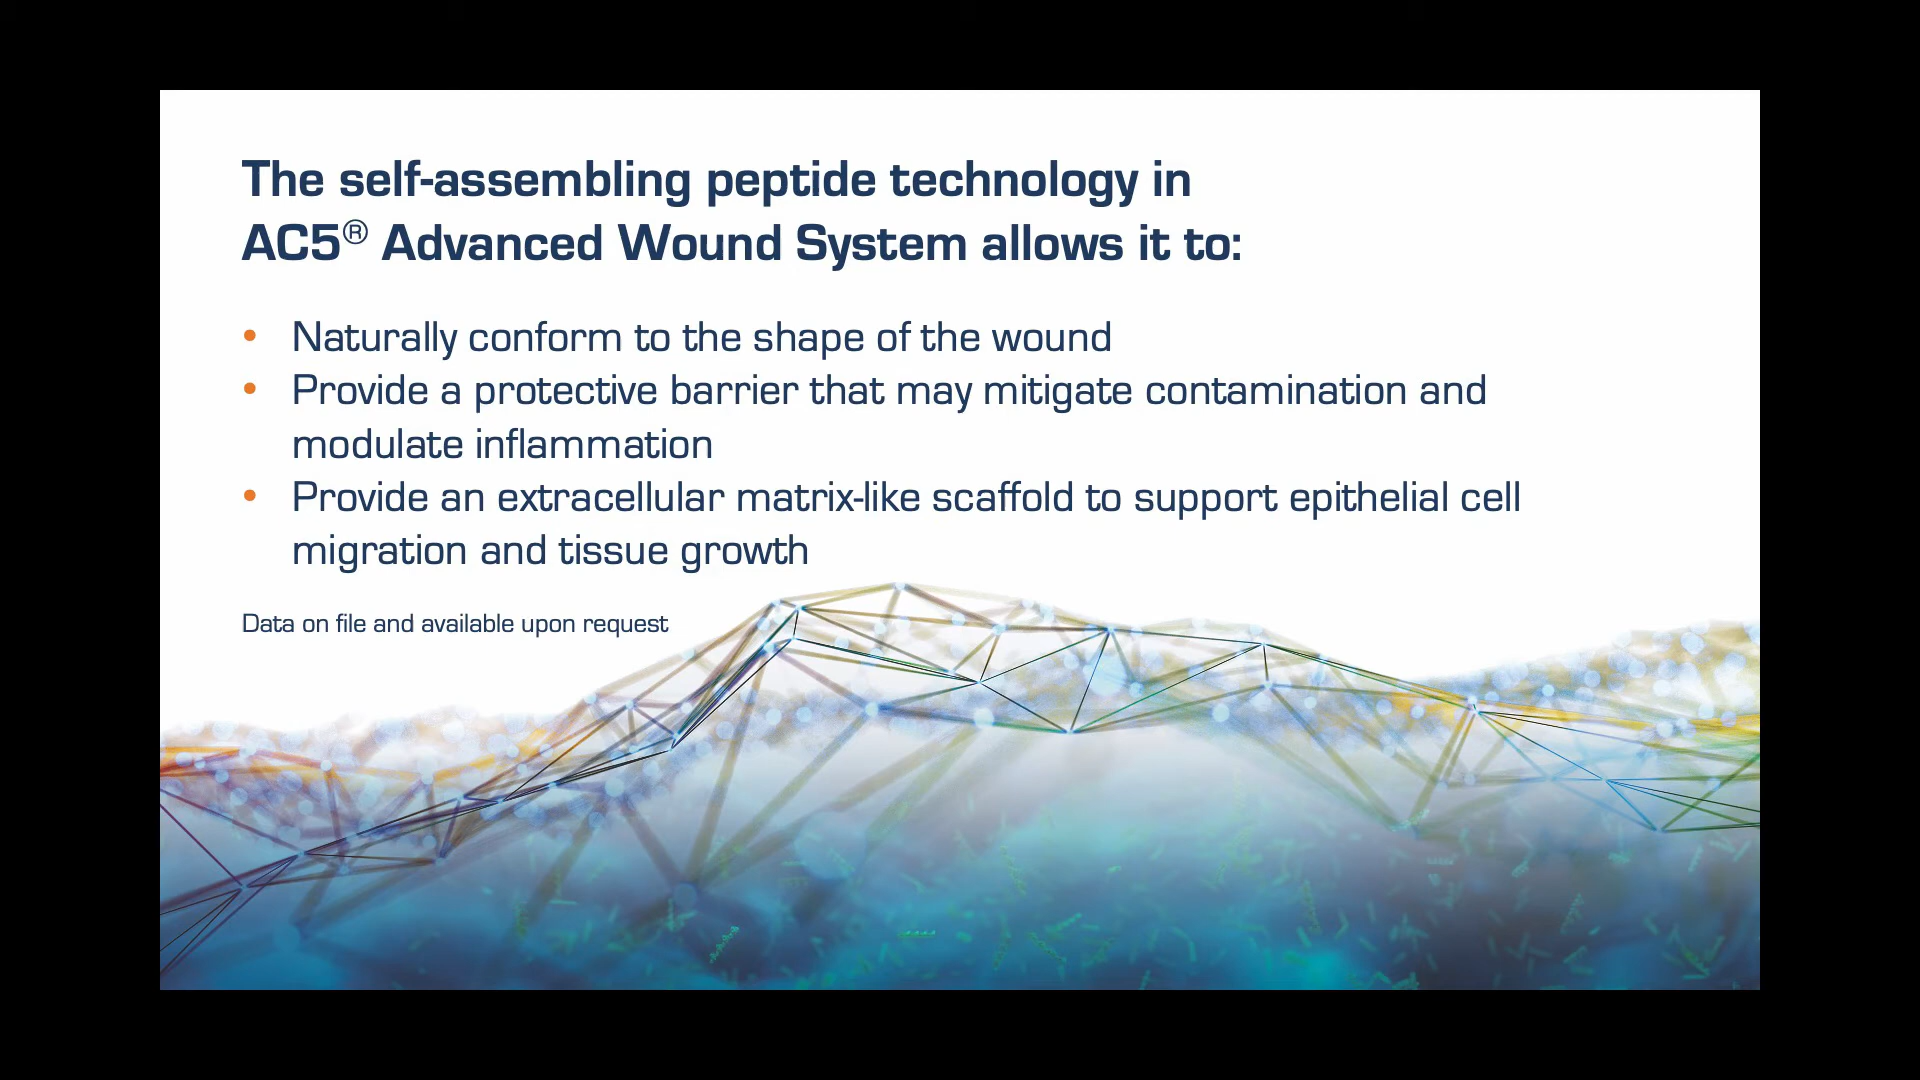 The self-assembling peptide technology in
AC5® Advanced Wound System allows it to:
• Naturally conform to the shape of the wound
• Provide a protective barrier that may mitigate contamination and
modulate inflammation
• Provide an extracellular matrix-like scaffold to support epithelial cell
migration and tissue growth
Data on file and available upon request